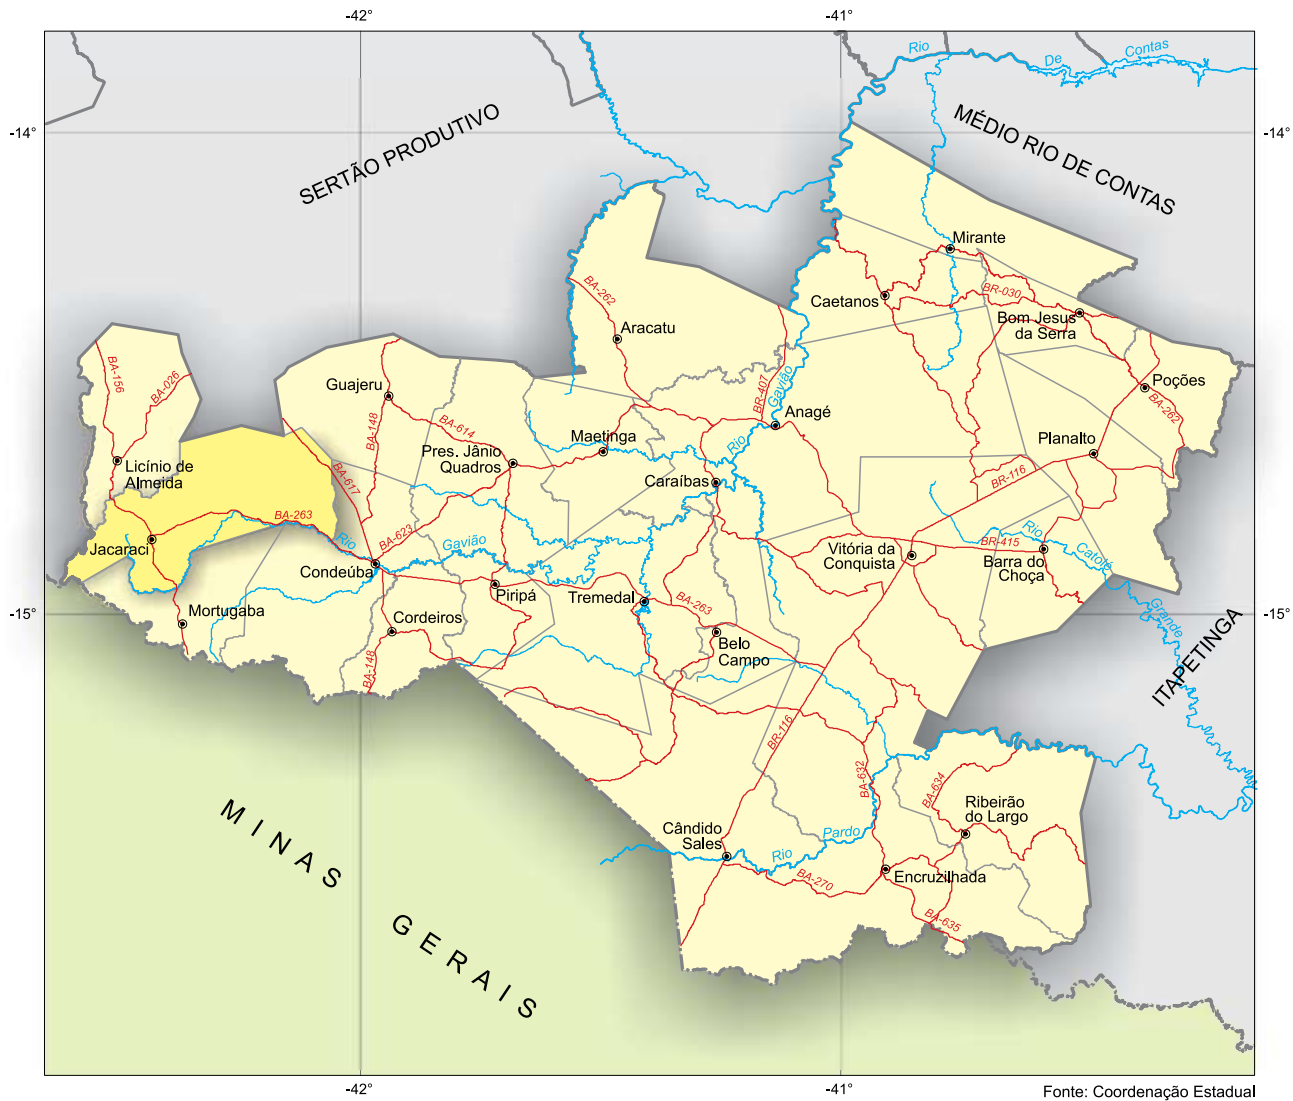 -42°
-41°
Rio
De
Contas
-14°
-14°
SERTÃO PRODUTIVO
MÉDIO RIO DE CONTAS
Mirante
BA-262
Caetanos
BR-030
Bom Jesus
da Serra
Aracatu
BA-156
BA-026
Guajeru
BA-148
BA-614
BR-407
Gavião
Anagé
Poções
BA-262
Maetinga
Rio
Planalto
Licínio de
Almeida
Pres. Jânio
Quadros
BA-617
Caraíbas
BR-116
BA-263
Jacaraci
Rio
BA-623
Gavião
Condeúba
Vitória da
Conquista
BR-415
Rio
Catolé
Grande
Barra do
Choça
Piripá
Tremedal
BA-263
Mortugaba
Cordeiros
-15°
-15°
Belo
Campo
BA-148
ITAPETINGA
BR-116
BA-632
BA-634
Ribeirão
do Largo
Cândido
Sales
Pardo
Rio
BA-270
Encruzilhada
BA-635
MINAS GERAIS
-42°
-41°
Fonte: Coordenação Estadual